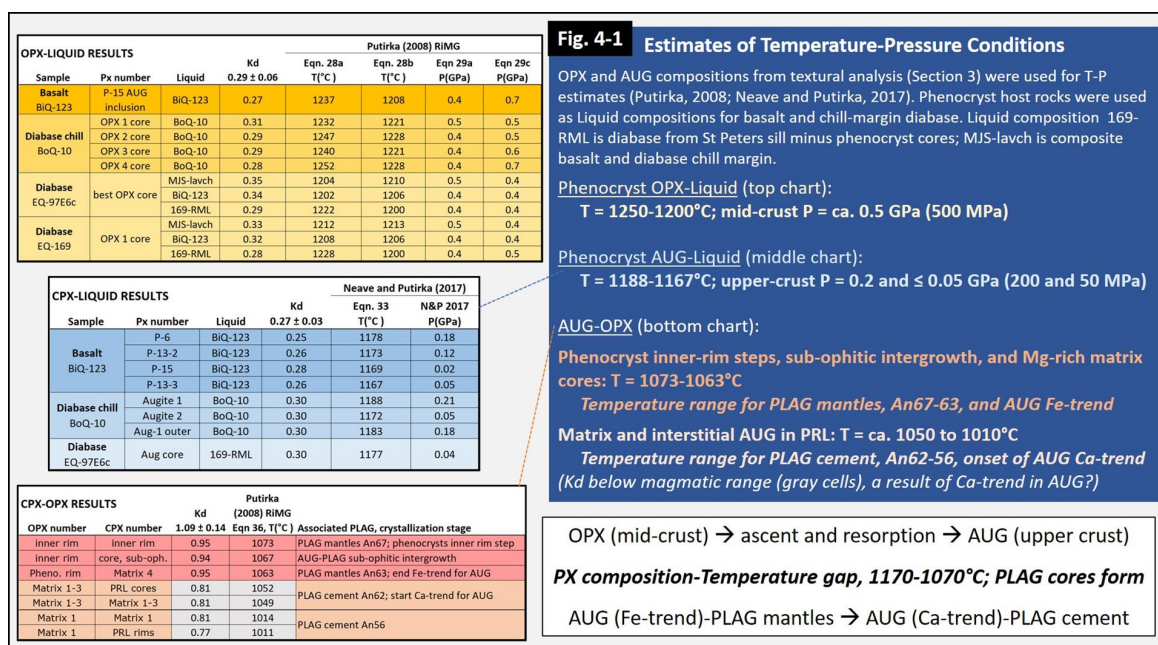 OPX-LIQUID RESULTS
Putirka (2008) RiMG
Kd Eqn. 28a Eqn. 28b Eqn 29a Eqn 29c
Sample Px number Liquid 0.29 ± 0.06 T(°C ) T(°C ) P(GPa) P(GPa)
Basalt BiQ-123 P-15 AUG inclusion BiQ-123 0.27 1237 1208 0.4 0.7
Diabase chill BoQ-10 OPX 1 core BoQ-10 0.31 1232 1221 0.5 0.5
OPX 2 core BoQ-10 0.29 1247 1228 0.4 0.5
OPX 3 core BoQ-10 0.29 1240 1221 0.4 0.6
OPX 4 core BoQ-10 0.28 1252 1228 0.4 0.7
Diabase EQ-97E6c best OPX core MJS-lavch 0.35 1204 1210 0.5 0.4
BiQ-123 0.34 1202 1206 0.4 0.4
169-RML 0.29 1222 1200 0.4 0.4
Diabase EQ-169 OPX 1 core MJS-lavch 0.33 1212 1213 0.5 0.4
BiQ-123 0.32 1208 1206 0.4 0.4
169-RML 0.28 1228 1200 0.4 0.5
CPX-LIQUID RESULTS
Neave and Putirka (2017)
Kd Eqn. 33 N&P 2017
Sample Px number Liquid 0.27 ± 0.03 T(°C ) P(GPa)
Basalt BiQ-123 P-6 BiQ-123 0.25 1178 0.18
P-13-2 BiQ-123 0.26 1173 0.12
P-15 BiQ-123 0.28 1169 0.02
P-13-3 BiQ-123 0.26 1167 0.05
Diabase chill BoQ-10 Augite 1 BoQ-10 0.30 1188 0.21
Augite 2 BoQ-10 0.30 1172 0.05
Aug-1 outer BoQ-10 0.30 1183 0.18
Diabase EQ-97E6c Aug core 169-RML 0.30 1177 0.04
CPX-OPX RESULTS
Putirka
Kd (2008) RiMG
OPX number CPX number 1.09 ± 0.14 Eqn 36, T(°C ) Associated PLAG, crystallization stage
inner rim inner rim 0.95 1073 PLAG mantles An67; phenocrysts inner rim step
inner rim core, sub-oph. 0.94 1067 AUG-PLAG sub-ophitic intergrowth
Pheno. rim Matrix 4 0.95 1063 PLAG mantles An63; end Fe-trend for AUG
Matrix 1-3 PRL cores 0.81 1052 PLAG cement An62; start Ca-trend for AUG
Matrix 1-3 Matrix 1-3 0.81 1049
Matrix 1 Matrix 1 0.81 1014 PLAG cement An56
Matrix 1 PRL rims 0.77 1011
Fig. 4-1 Estimates of Temperature-Pressure Conditions
OPX and AUG compositions from textural analysis (Section 3) were used for T-P
estimates (Putirka, 2008; Neave and Putirka, 2017). Phenocryst host rocks were used
as Liquid compositions for basalt and chill-margin diabase. Liquid composition 169-
RML is diabase from St Peters sill minus phenocryst cores; MJS-lavch is composite
basalt and diabase chill margin.
Phenocryst OPX-Liquid (top chart):
T = 1250-1200°C; mid-crust P = ca. 0.5 GPa (500 MPa)
Phenocryst AUG-Liquid (middle chart):
T = 1188-1167°C; upper-crust P = 0.2 and ≤ 0.05 GPa (200 and 50 MPa)
AUG-OPX (bottom chart):
Phenocryst inner-rim steps, sub-ophitic intergrowth, and Mg-rich matrix
cores: T = 1073-1063°C
Temperature range for PLAG mantles, An67-63, and AUG Fe-trend
Matrix and interstitial AUG in PRL: T = ca. 1050 to 1010°C
Temperature range for PLAG cement, An62-56, onset of AUG Ca-trend
(Kd below magmatic range (gray cells), a result of Ca-trend in AUG?)
OPX (mid-crust) → ascent and resorption → AUG (upper crust)
PX composition-Temperature gap, 1170-1070°C; PLAG cores form
AUG (Fe-trend)-PLAG mantles → AUG (Ca-trend)-PLAG cement